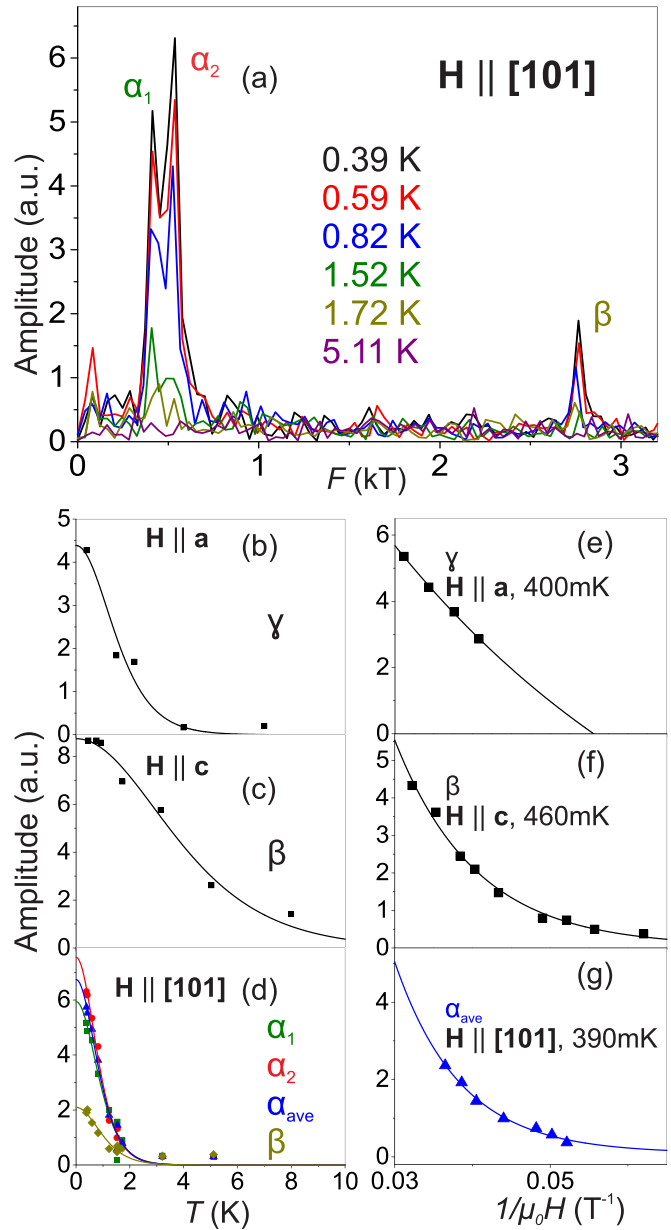 6
5
4
3
2
1
0
Amplitude (a.u.)
α₁
α₂
(a)
H || [101]
0.39 K
0.59 K
0.82 K
1.52 K
1.72 K
5.11 K
β
0
1
2
3
F (kT)
5
4
3
2
1
0
H || a
(b)
γ
8
6
4
2
0
H || c
(c)
β
Amplitude (a.u.)
6
4
2
0
H || [101]
(d)
α₁
α₂
αave
β
0
2
4
6
8
10
T (K)
6
4
2
0
(e)
γ
H || a, 400mK
5
4
3
2
1
0
(f)
β
H || c, 460mK
4
2
0
(g)
αave
H || [101], 390mK
0.03
0.05
1/μ₀H (T⁻¹)